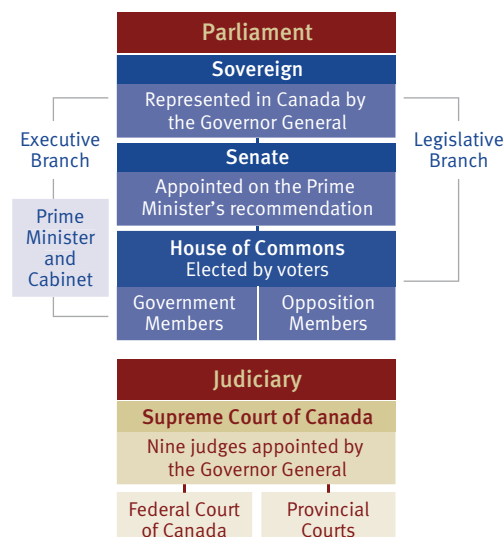 Parliament
Sovereign
Represented in Canada by
the Governor General
Executive
Branch
Legislative
Branch
Senate
Appointed on the Prime
Minister's recommendation
Prime
Minister
and
Cabinet
House of Commons
Elected by voters
Government
Members
Opposition
Members
Judiciary
Supreme Court of Canada
Nine judges appointed by
the Governor General
Federal Court
of Canada
Provincial
Courts